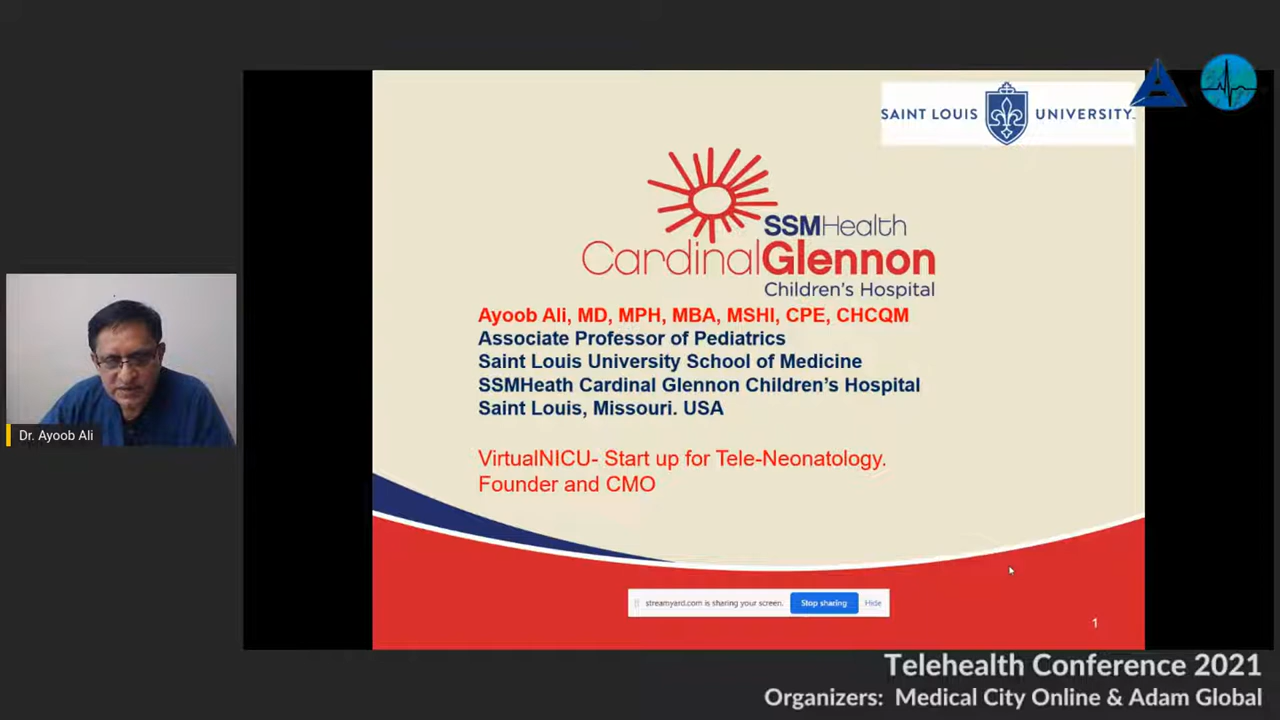 SAINT LOUIS UNIVERSITY
SSMHealth
CardinalGlennon
Children's Hospital
Ayoob Ali, MD, MPH, MBA, MSHI, CPE, CHCQM
Associate Professor of Pediatrics
Saint Louis University School of Medicine
SSMHeath Cardinal Glennon Children's Hospital
Saint Louis, Missouri. USA
Dr. Ayoob Ali
VirtualNICU- Start up for Tele-Neonatology.
Founder and CMO
streamyard.com is sharing your screen. Stop sharing Hide
1
Telehealth Conference 2021
Organizers: Medical City Online & Adam Global